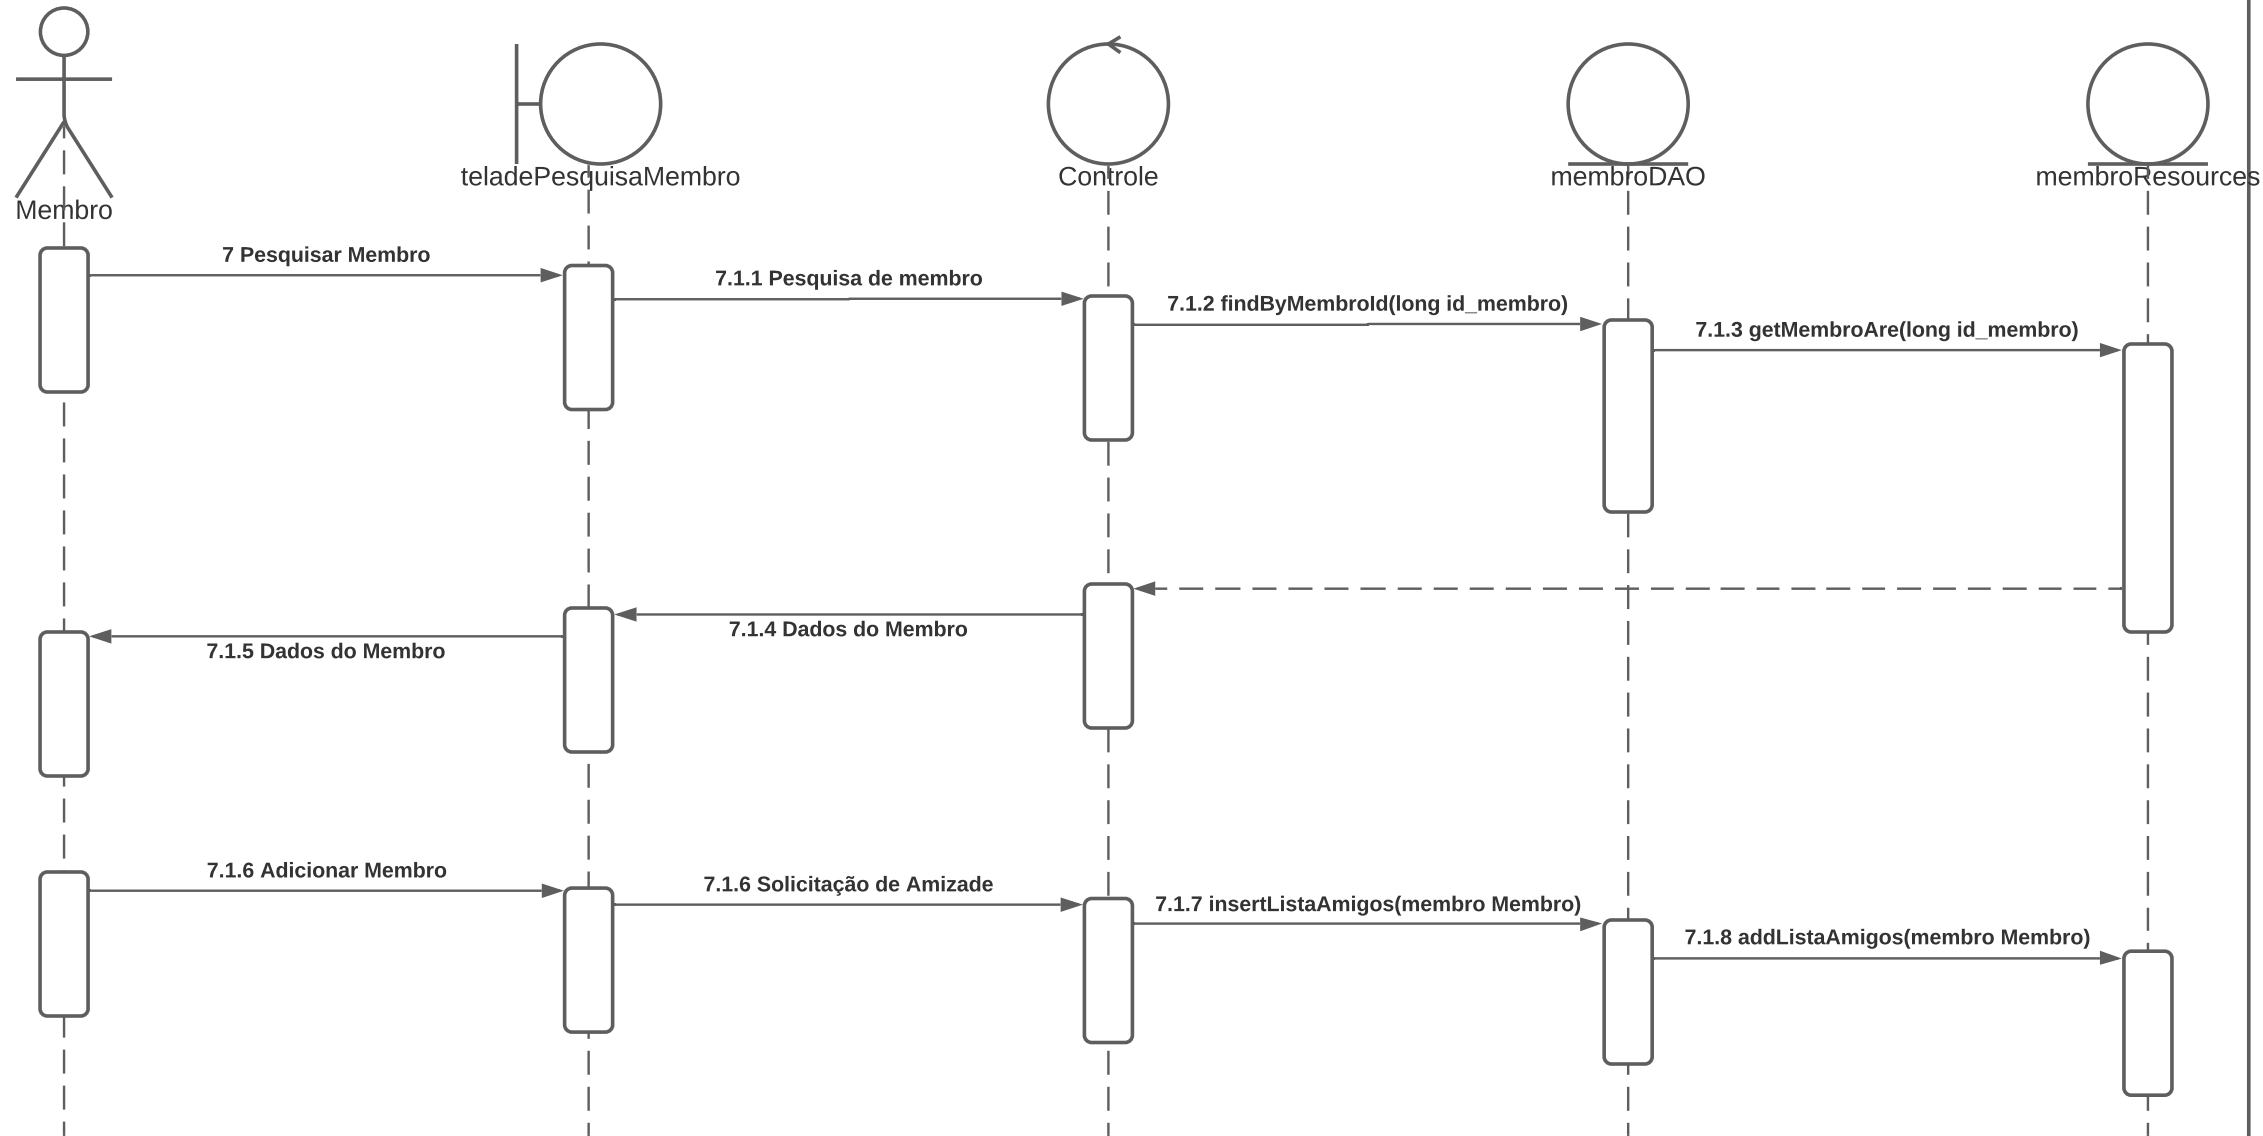 teladePesquisaMembro
Controle
membroDAO
membroResources
Membro
7 Pesquisar Membro
7.1.1 Pesquisa de membro
7.1.2 findByMembroId(long id_membro)
7.1.3 getMembroAre(long id_membro)
7.1.4 Dados do Membro
7.1.5 Dados do Membro
7.1.6 Adicionar Membro
7.1.6 Solicitação de Amizade
7.1.7 insertListaAmigos(membro Membro)
7.1.8 addListaAmigos(membro Membro)